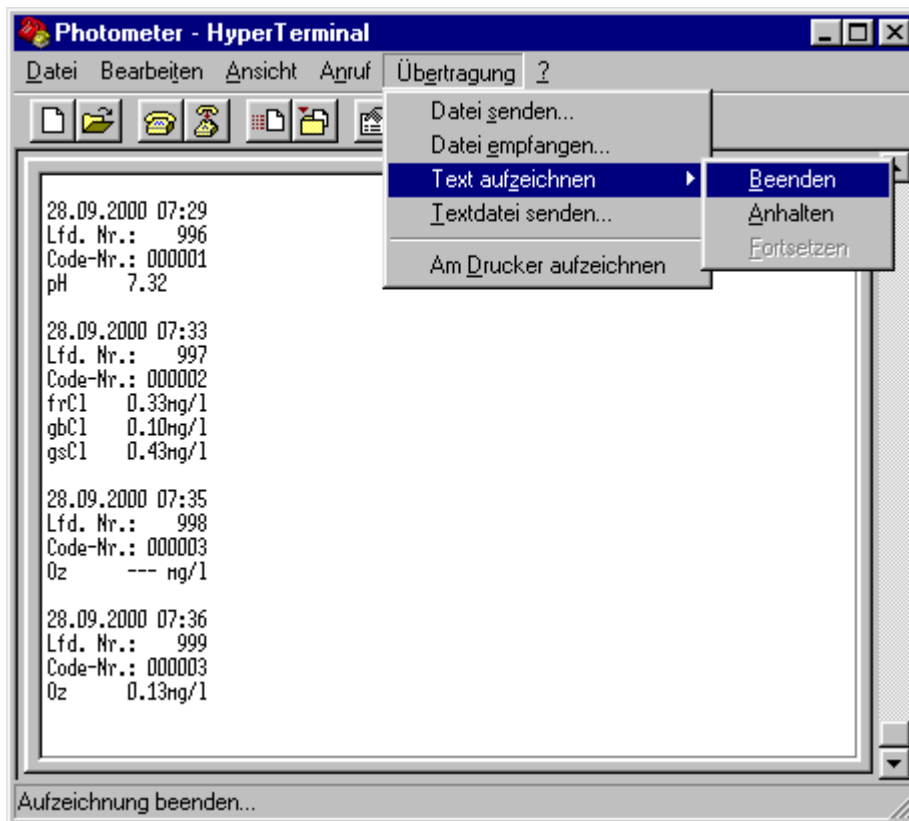 Photometer - HyperTerminal
Datei Bearbeiten Ansicht Anruf Übertragung ?
Datei senden...
Datei empfangen...
Text aufzeichnen
Textdatei senden...
Am Drucker aufzeichnen
Beenden
Anhalten
Fortsetzen
28.09.2000 07:29
Lfd. Nr.: 996
Code-Nr.: 000001
pH 7.32
28.09.2000 07:33
Lfd. Nr.: 997
Code-Nr.: 000002
frCl 0.33mg/l
gbCl 0.10mg/l
gsCl 0.43mg/l
28.09.2000 07:35
Lfd. Nr.: 998
Code-Nr.: 000003
Oz --- mg/l
28.09.2000 07:36
Lfd. Nr.: 999
Code-Nr.: 000003
Oz 0.13mg/l
Aufzeichnung beenden...